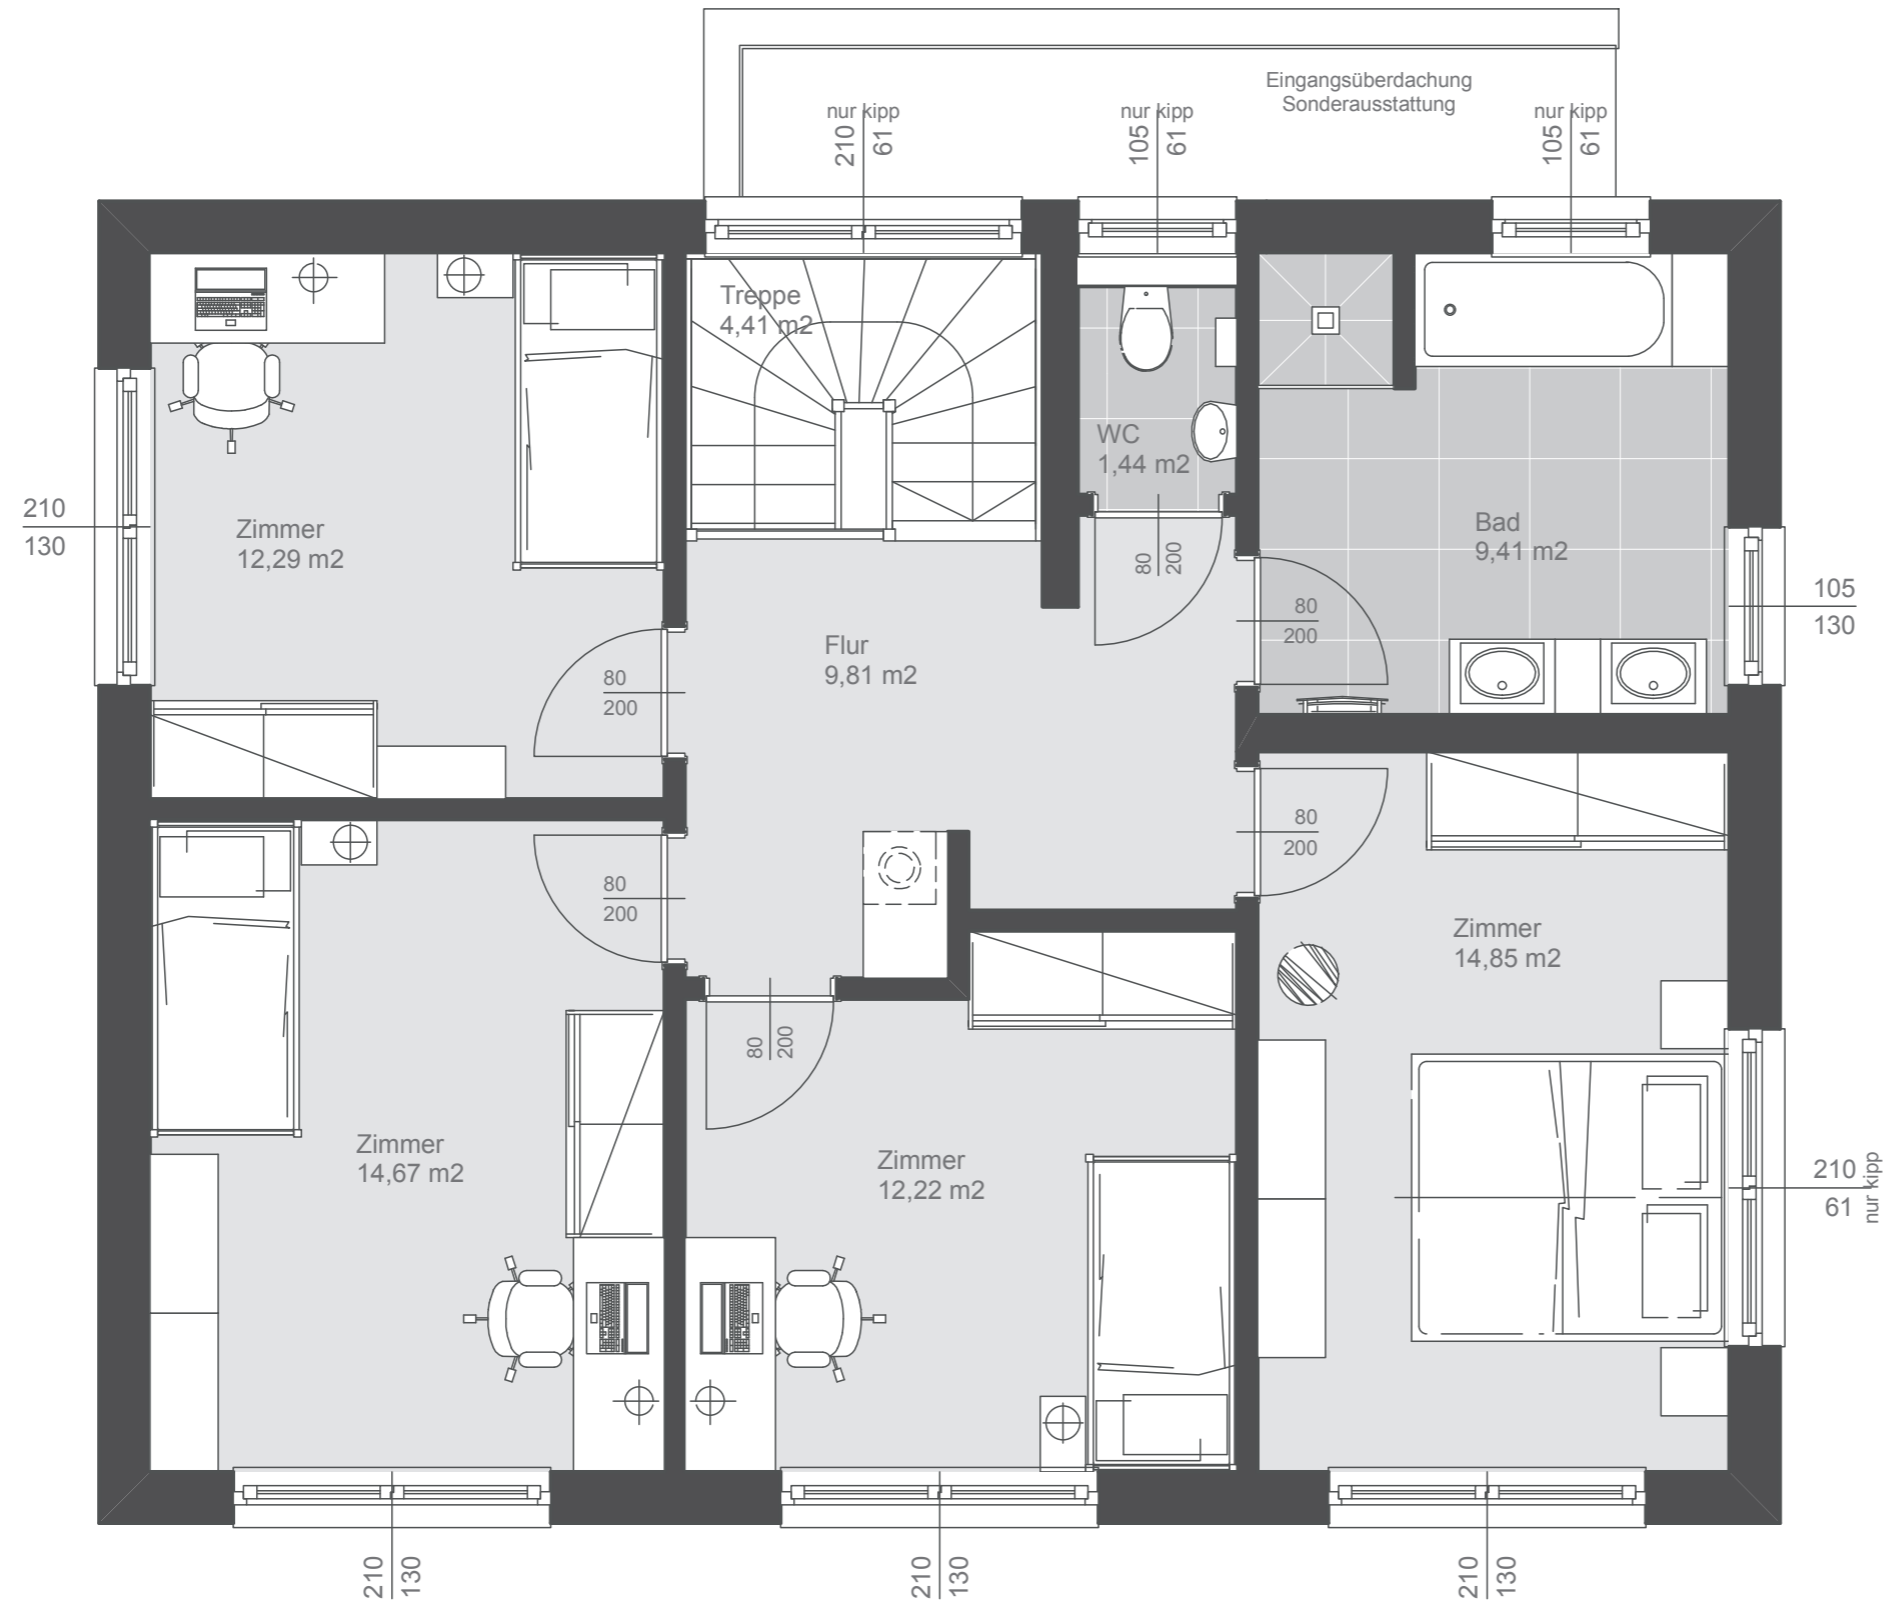 Eingangsüberdachung
Sonderausstattung
nur kipp
210
61
nur kipp
105
61
nur kipp
105
61
Treppe
4,41 m2
WC
1,44 m2
210
130
Zimmer
12,29 m2
Bad
9,41 m2
80
200
105
130
80
200
Flur
9,81 m2
80
200
80
200
80
200
Zimmer
14,85 m2
80
200
Zimmer
14,67 m2
Zimmer
12,22 m2
210
61
nur kipp
210
130
210
130
210
130